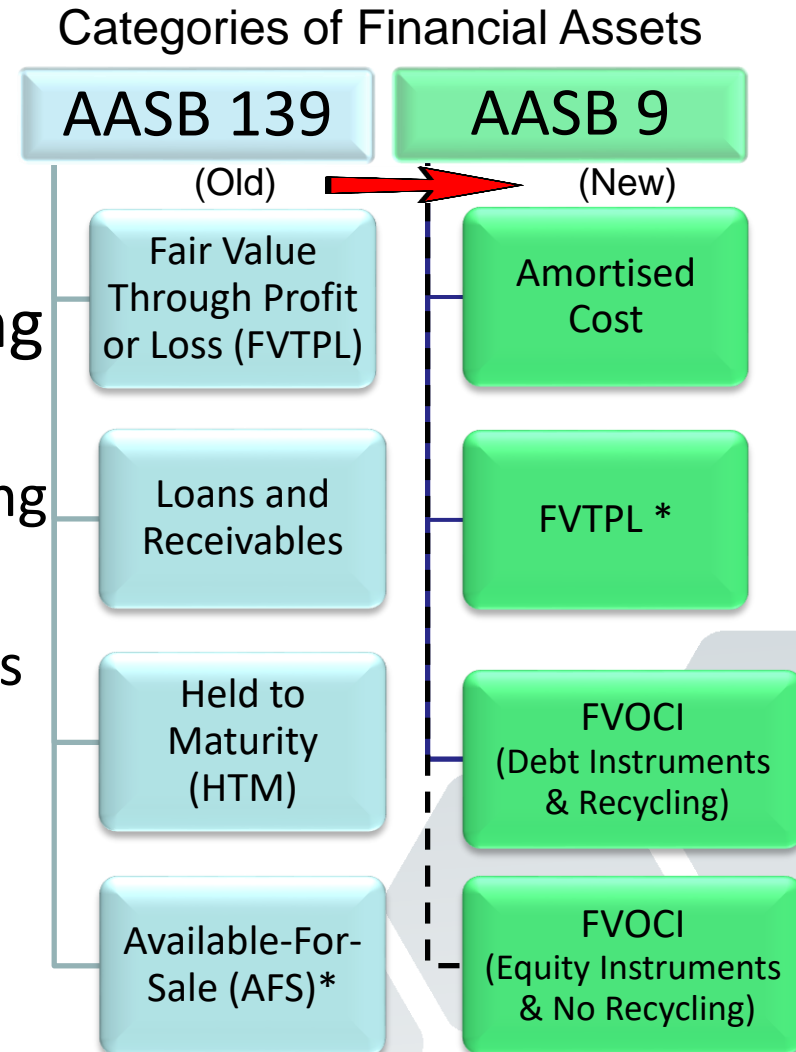 Categories of Financial Assets
AASB 139
AASB 9
(Old)
(New)
Fair Value
Through Profit
or Loss (FVTPL)
Loans and
Receivables
Held to
Maturity
(HTM)
Available-For-
Sale (AFS)*
Amortised
Cost
FVTPL *
FVOCI
(Debt Instruments
& Recycling)
FVOCI
(Equity Instruments
& No Recycling)